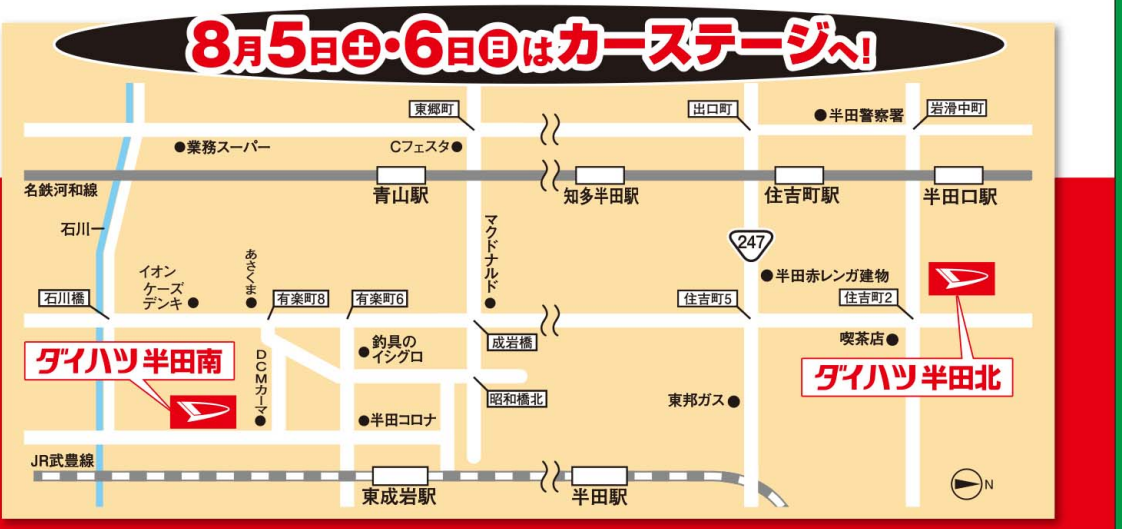 8月5日土・6日日はカーステージへ!
東郷町
出口町
岩滑中町
●半田警察署
●業務スーパー
Cフェスタ●
名鉄河和線
青山駅
知多半田駅
住吉町駅
半田口駅
石川
マクドナルド
247
イオン
ケーズ
デンキ●
あさくま
●半田赤レンガ建物
石川橋
有楽町8
有楽町6
住吉町5
住吉町2
成岩橋
喫茶店●
釣具の
イシグロ
ダイハツ 半田南
DCMカーマ
ダイハツ 半田北
昭和橋北
東邦ガス●
●半田コロナ
JR武豊線
東成岩駅
半田駅
N